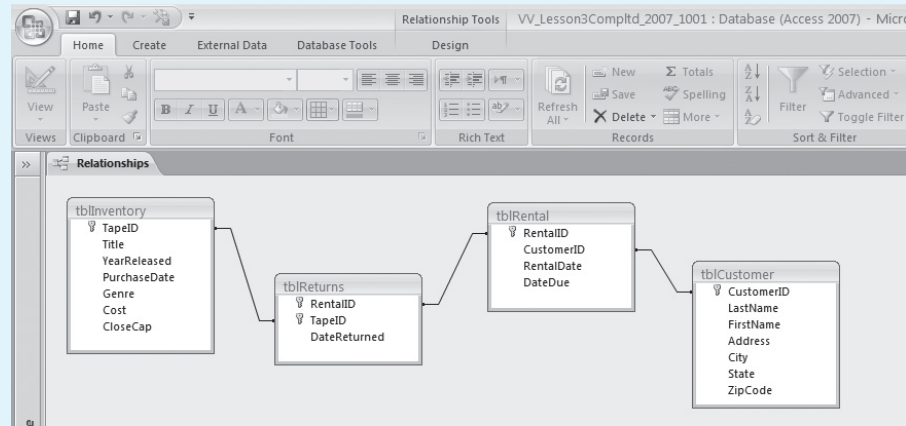 Relationship Tools VV_Lesson3Compltd_2007_1001 : Database (Access 2007) - Micro
Home Create External Data Database Tools Design
View
Paste
B I U A
Refresh All
New
Save
Delete
Σ Totals
Spelling
More
Filter
Selection
Advanced
Toggle Filter
Views Clipboard Font Rich Text Records Sort & Filter
Relationships
tblInventory
TapeID
Title
YearReleased
PurchaseDate
Genre
Cost
CloseCap
tblReturns
RentalID
TapeID
DateReturned
tblRental
RentalID
CustomerID
RentalDate
DateDue
tblCustomer
CustomerID
LastName
FirstName
Address
City
State
ZipCode